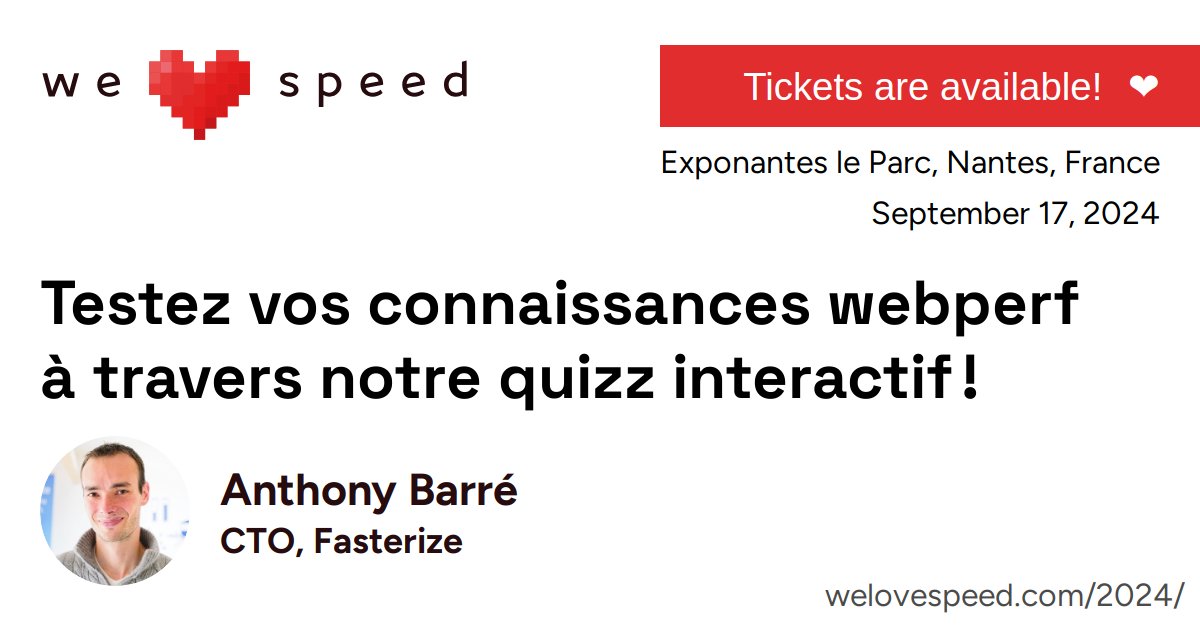 we ❤ speed
Tickets are available! ❤
Exponantes le Parc, Nantes, France
September 17, 2024
Testez vos connaissances webperf
à travers notre quizz interactif !
Anthony Barré
CTO, Fasterize
welovespeed.com/2024/